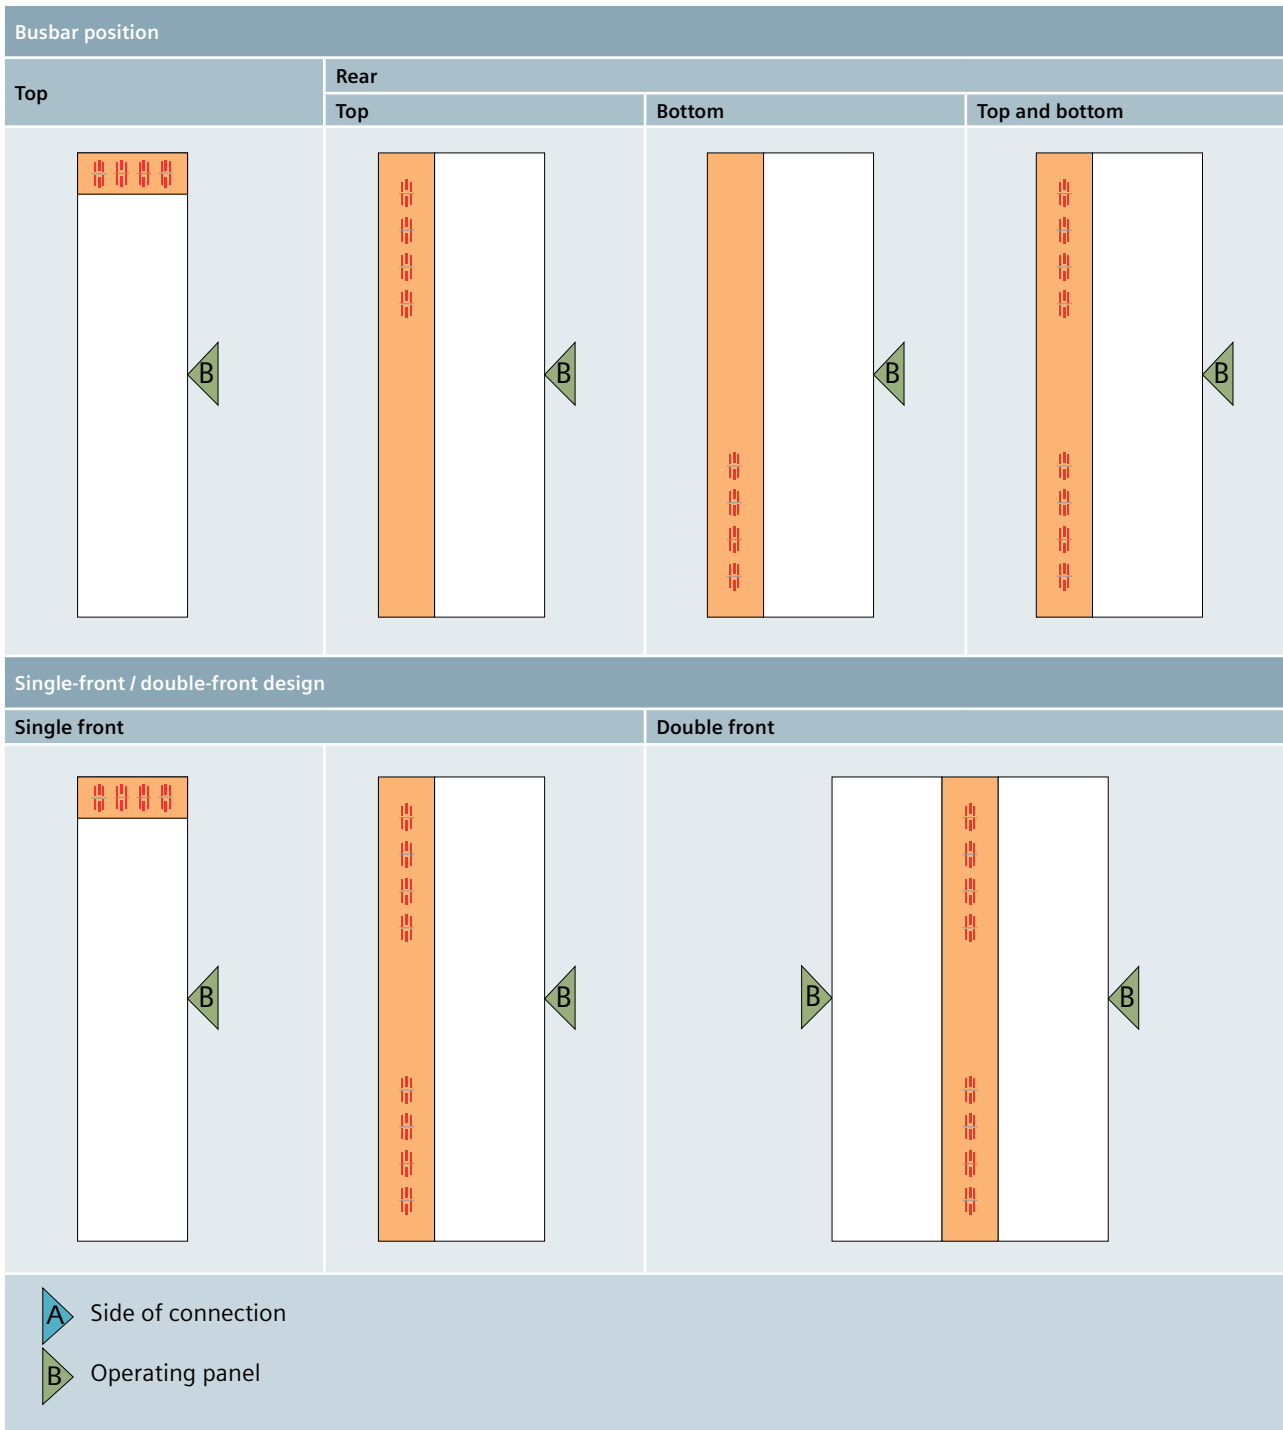 Busbar position
Top
Rear
Top
Bottom
Top and bottom
B
B
B
B
Single-front / double-front design
Single front
Double front
B
B
B
B
A Side of connection
B Operating panel